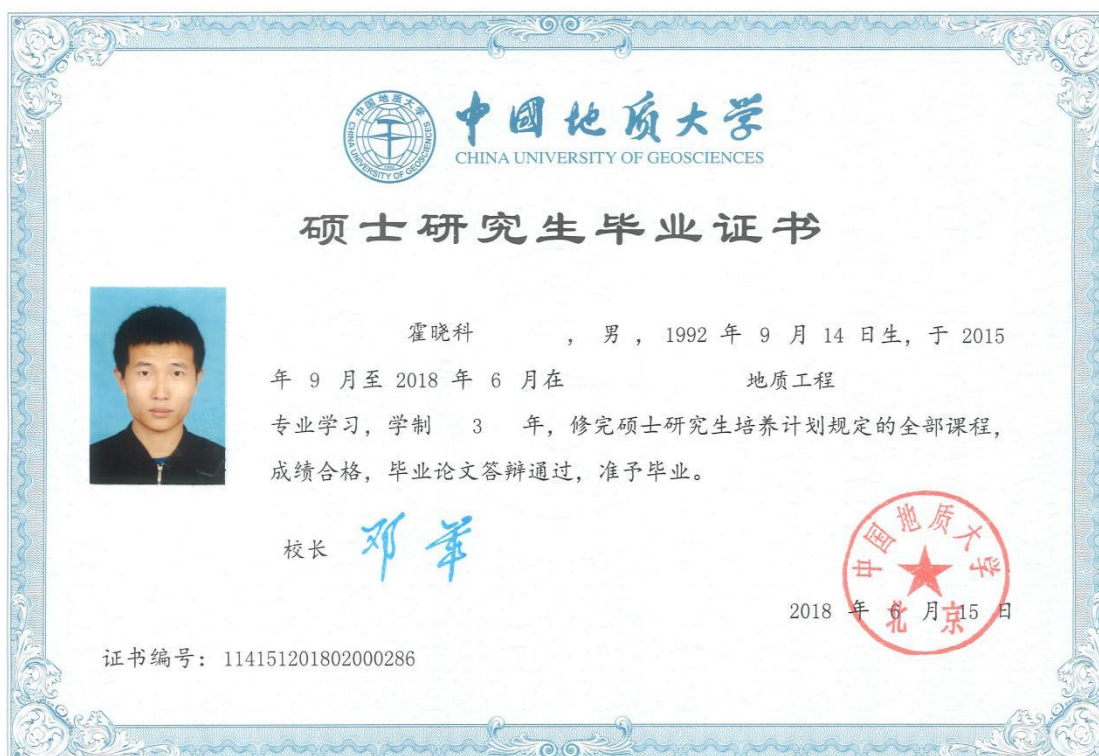 中国地质大学
CHINA UNIVERSITY OF GEOSCIENCES
中國地质大学
CHINA UNIVERSITY OF GEOSCIENCES
硕士研究生毕业证书
霍晓科 , 男 , 1992 年 9 月 14 日生, 于 2015
年 9 月至 2018 年 6 月在 地质工程
专业学习, 学制 3 年, 修完硕士研究生培养计划规定的全部课程,
成绩合格, 毕业论文答辩通过, 准予毕业。
校长 邓军
中国地质大学
北京
2018 年 6 月 15 日
证书编号: 114151201802000286